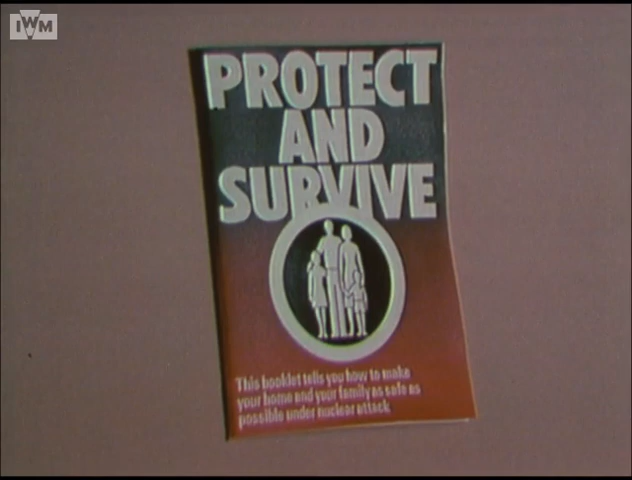 IWM
PROTECT
AND
SURVIVE
This booklet tells you how to make
your home and your family as safe as
possible under nuclear attack